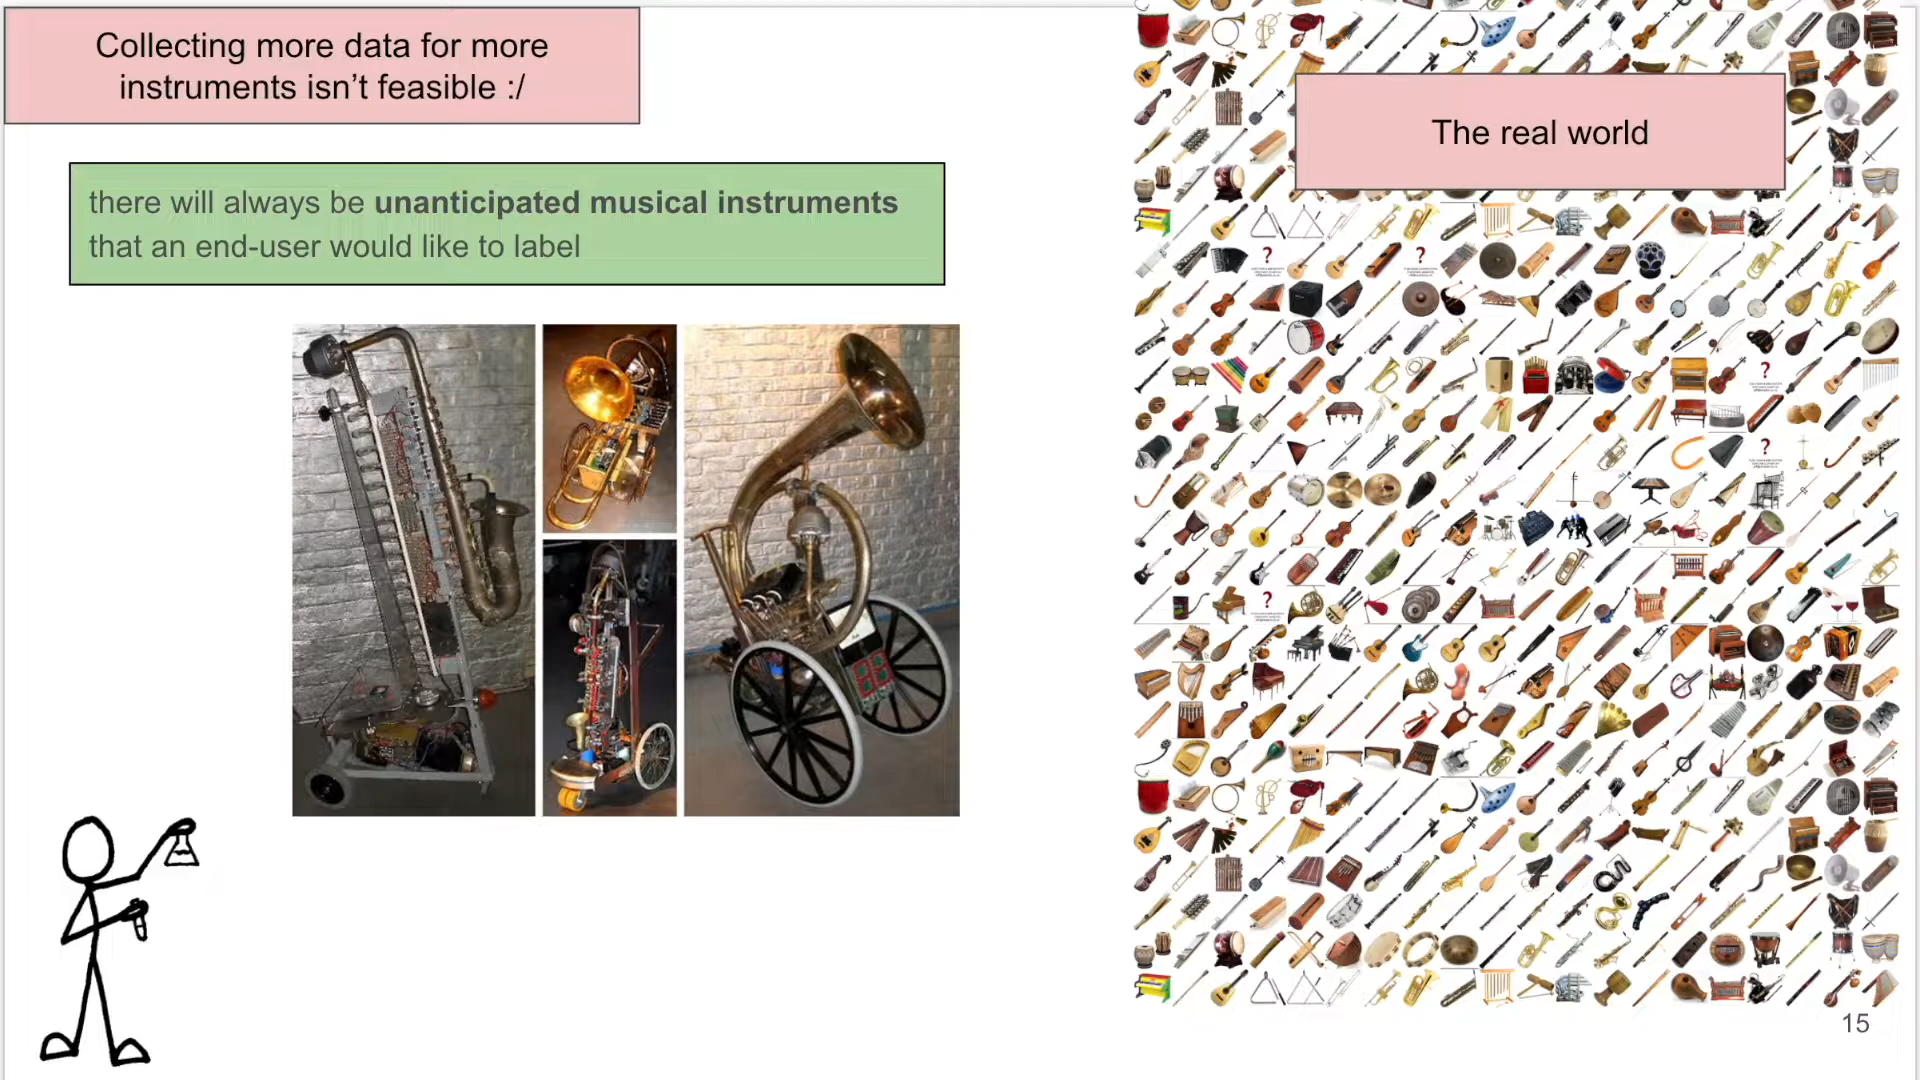 Collecting more data for more
instruments isn’t feasible :/
The real world
there will always be unanticipated musical instruments
that an end-user would like to label
?
?
?
?
?
15